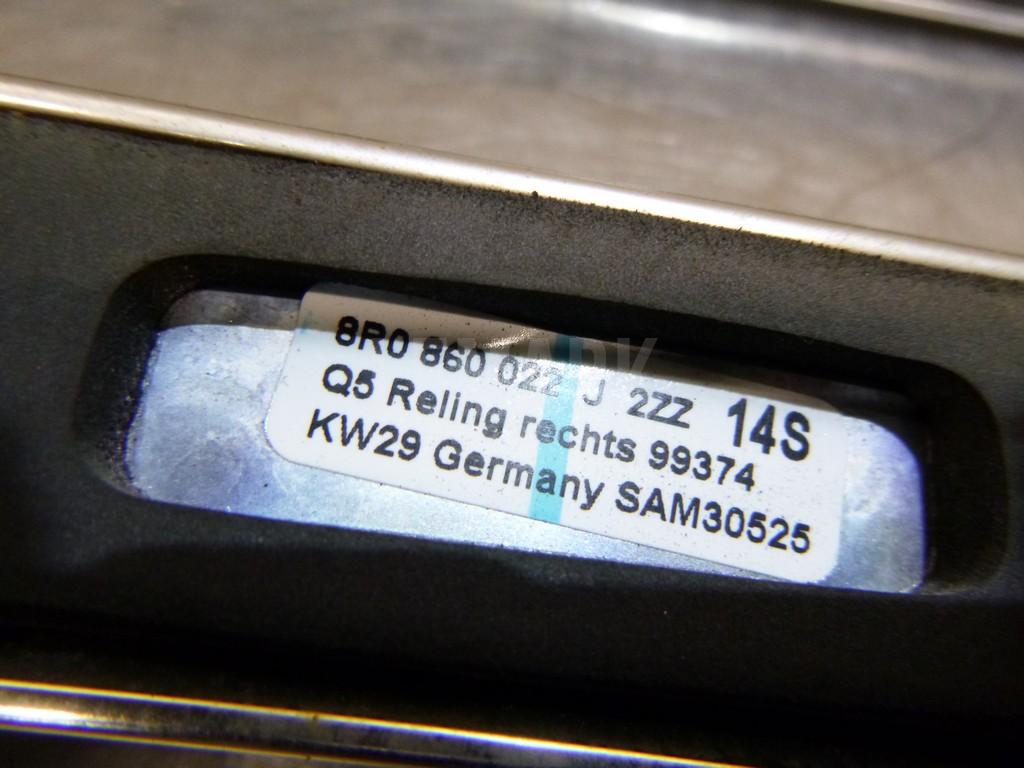 8R0 860 022 J 2ZZ 14S
Q5 Reling rechts 99374
KW29 Germany SAM30525